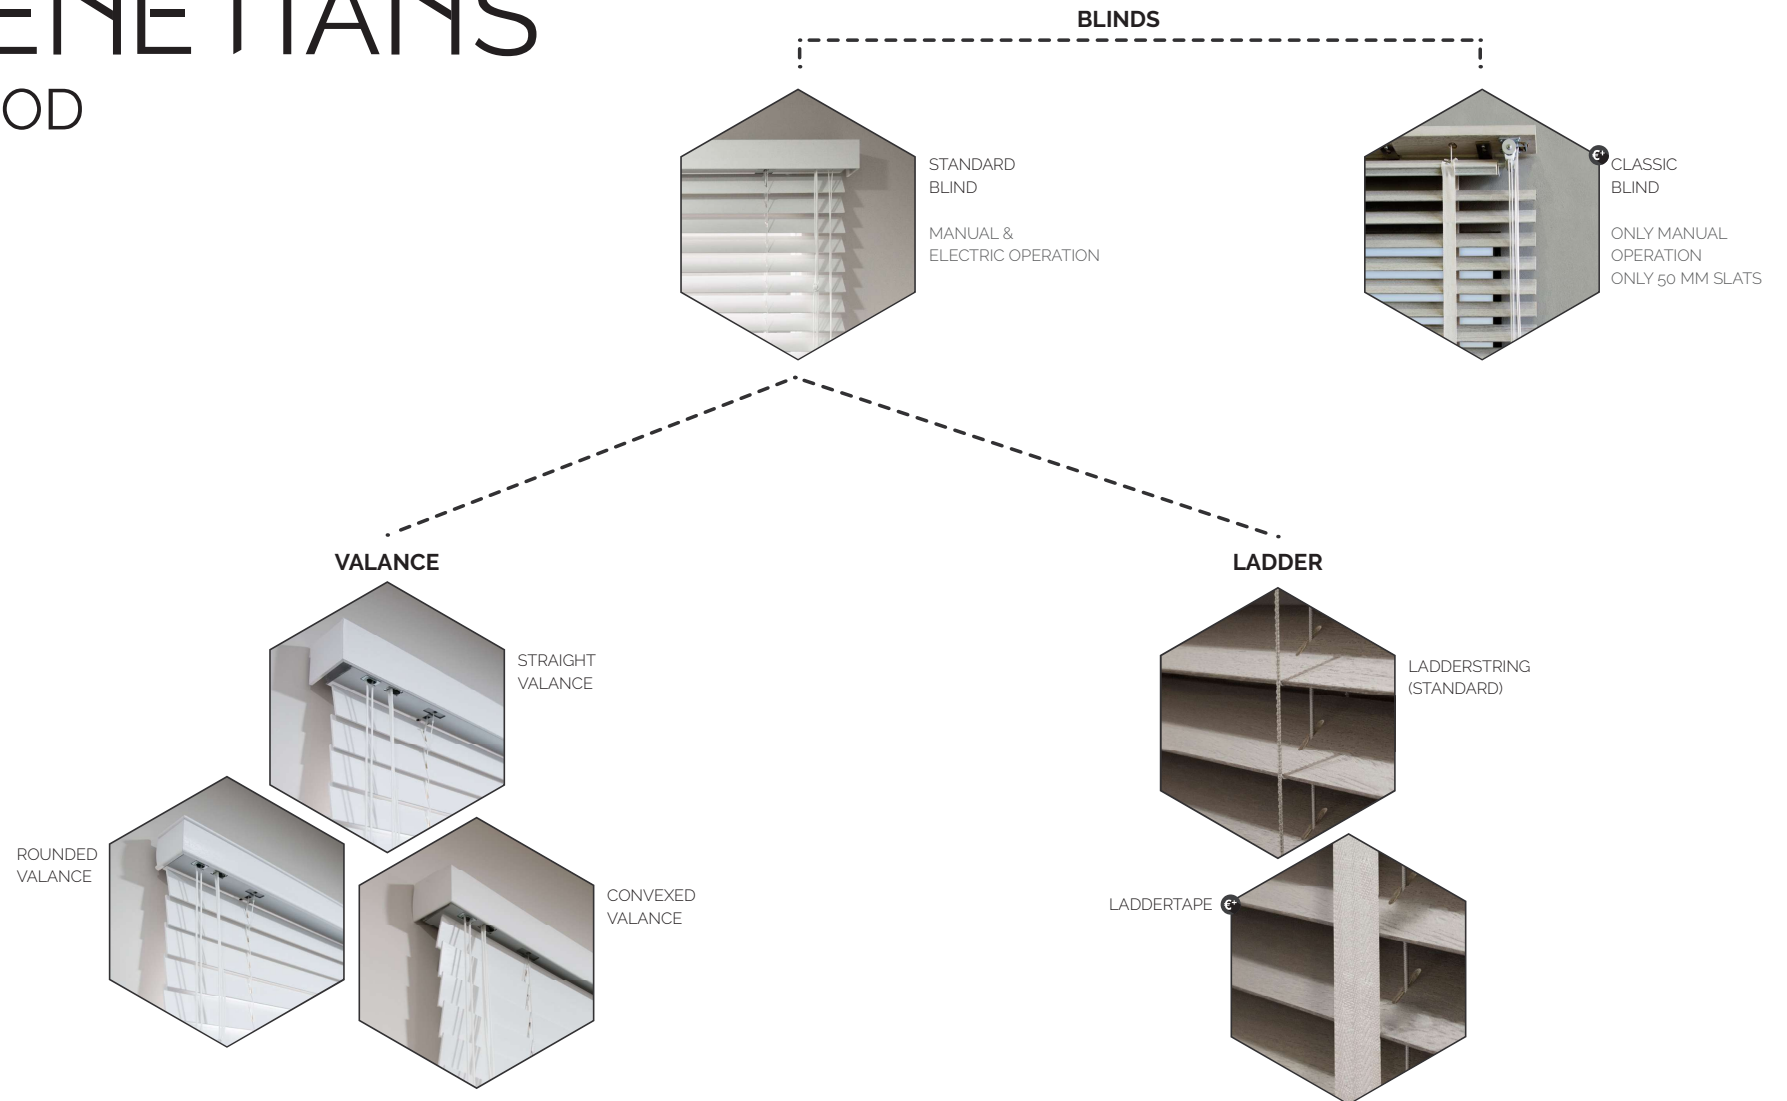 ENETIANS
OOD
BLINDS
STANDARD
BLIND
MANUAL &
ELECTRIC OPERATION
€+
CLASSIC
BLIND
ONLY MANUAL
OPERATION
ONLY 50 MM SLATS
VALANCE
LADDER
STRAIGHT
VALANCE
LADDERSTRING
(STANDARD)
ROUNDED
VALANCE
CONVEXED
VALANCE
LADDERTAPE €+